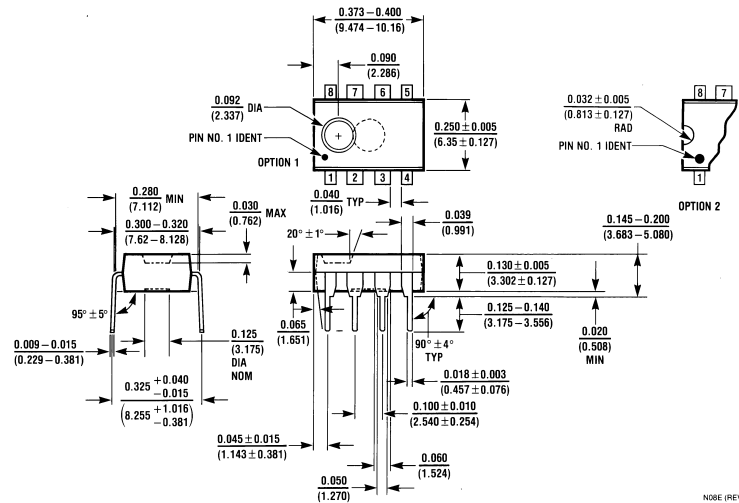 0.373 – 0.400
(9.474 – 10.16)
0.090
(2.286)
8 7 6 5
0.092
(2.337)
DIA
PIN NO. 1 IDENT
OPTION 1
1 2 3 4
0.250 ± 0.005
(6.35 ± 0.127)
0.032 ± 0.005
(0.813 ± 0.127)
RAD
PIN NO. 1 IDENT
8 7
1
OPTION 2
0.280
(7.112)
MIN
0.300 – 0.320
(7.62 – 8.128)
0.030
(0.762)
MAX
0.040
(1.016)
TYP
0.039
(0.991)
20° ± 1°
0.145 – 0.200
(3.683 – 5.080)
0.130 ± 0.005
(3.302 ± 0.127)
0.125 – 0.140
(3.175 – 3.556)
0.020
(0.508)
MIN
95° ± 5°
0.009 – 0.015
(0.229 – 0.381)
0.125
(3.175)
DIA
NOM
0.065
(1.651)
90° ± 4°
TYP
0.018 ± 0.003
(0.457 ± 0.076)
0.325 +0.040
−0.015
(8.255 +1.016
−0.381)
0.100 ± 0.010
(2.540 ± 0.254)
0.045 ± 0.015
(1.143 ± 0.381)
0.060
(1.524)
0.050
(1.270)
N08E (REV